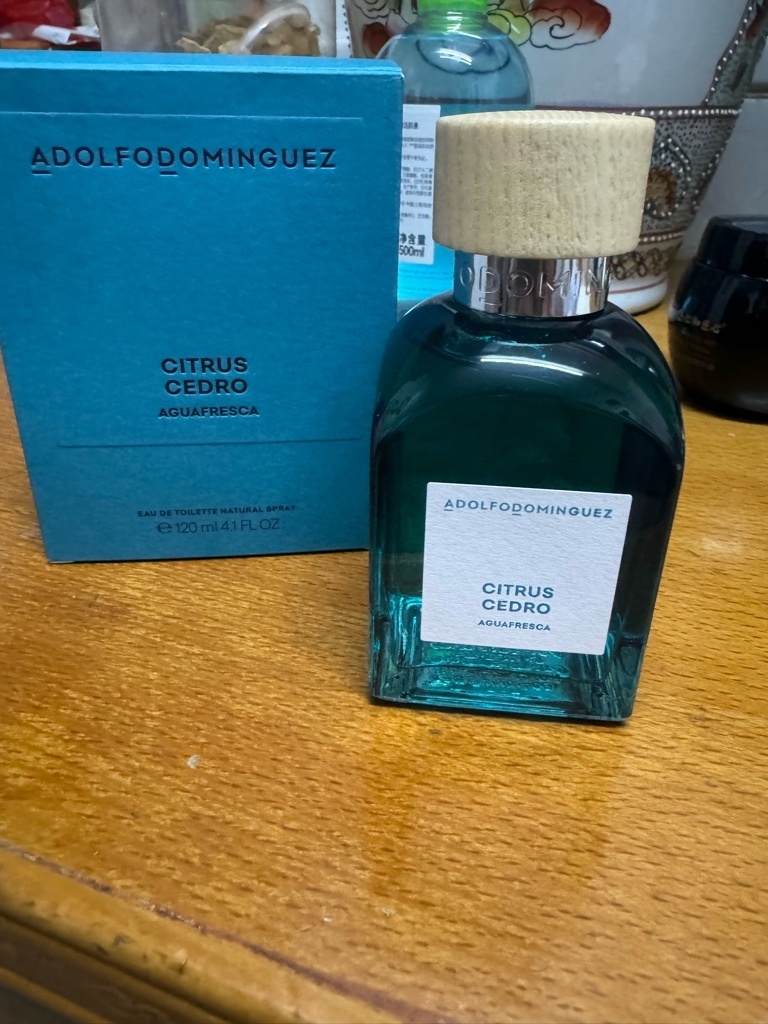 ADOLFODOMINGUEZ
CITRUS
CEDRO
AGUAFRESCA
EAU DE TOILETTE NATURAL SPRAY
℮ 120 ml 4.1 FL OZ
净含量
500ml
ODOMIN
ADOLFODOMINGUEZ
CITRUS
CEDRO
AGUAFRESCA